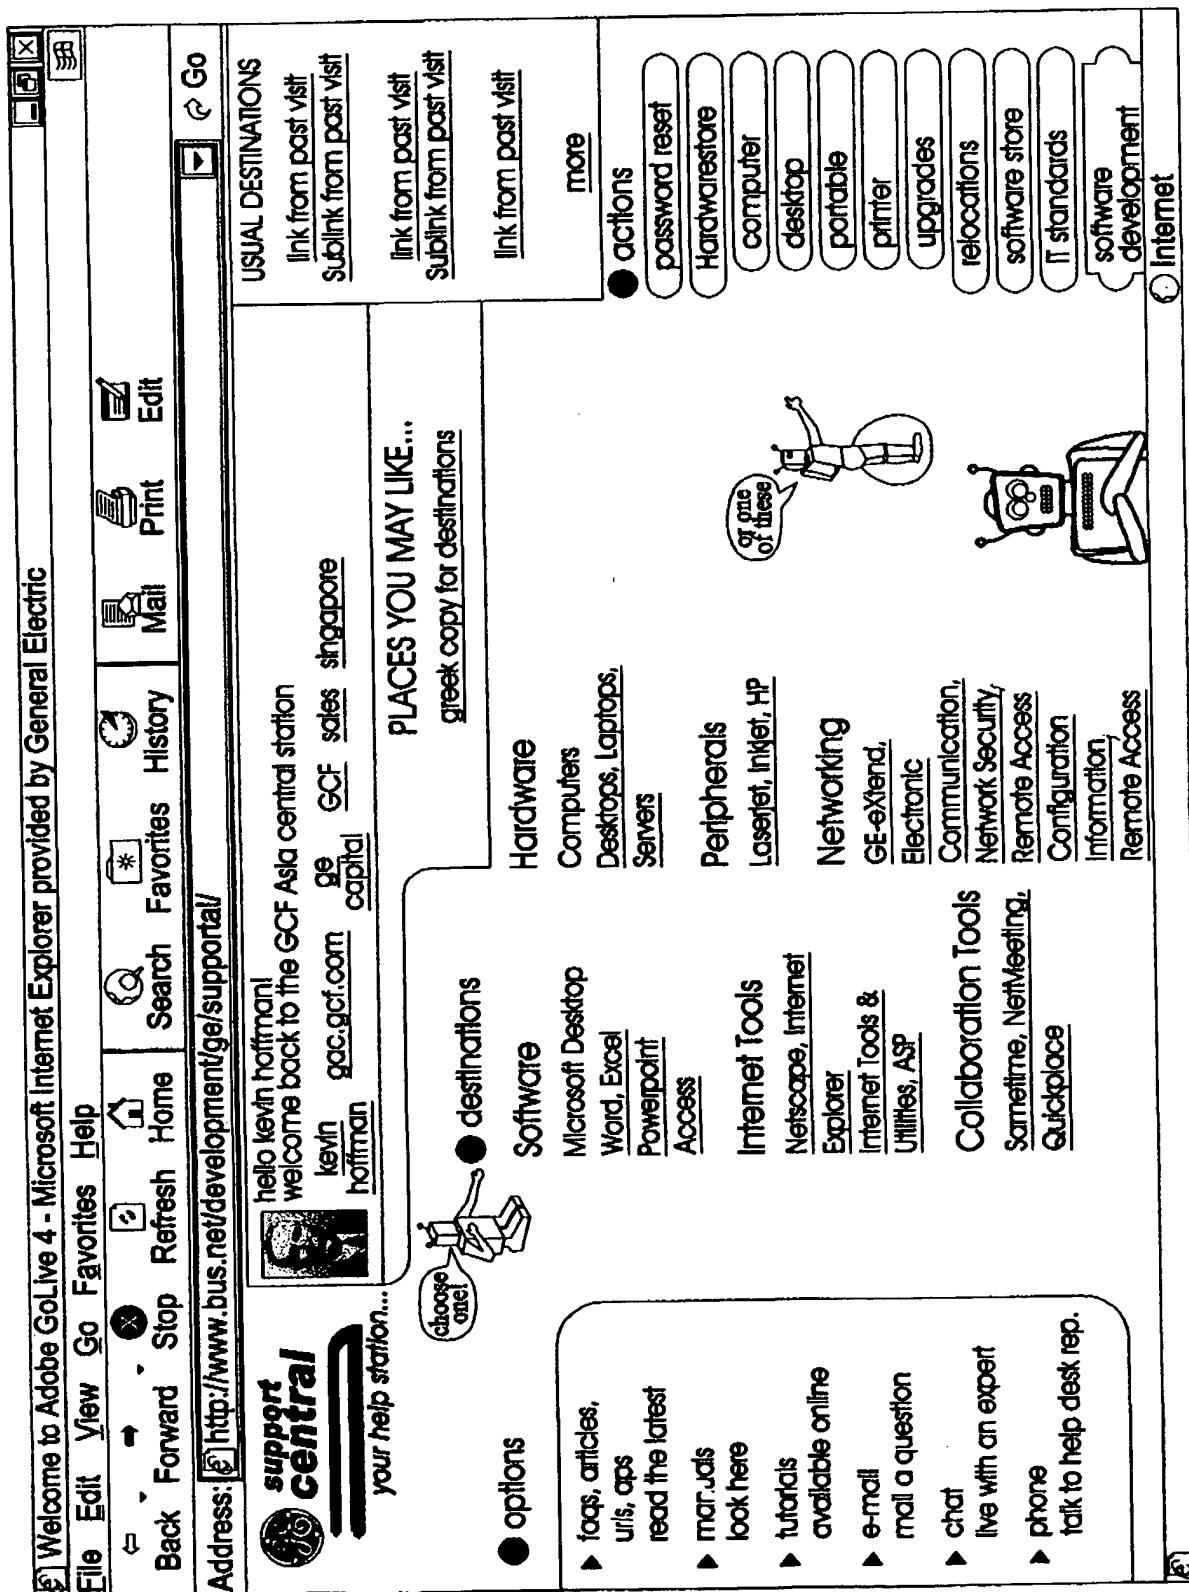 Welcome to Adobe GoLive 4 - Microsoft Internet Explorer provided by General Electric
File Edit View Go Favorites Help
Back Forward Stop Refresh Home Search Favorites History Mail Print Edit
Address: http://www.bus.net/development/ge/supportal/ Go
support
central
your help station...
hello kevin hoffman!
welcome back to the GCF Asia central station
kevin
hoffman
gac.gcf.com
ge
capital
GCF
sales
singapore
PLACES YOU MAY LIKE...
greek copy for destinations
USUAL DESTINATIONS
link from past visit
Sublink from past visit
link from past visit
Sublink from past visit
link from past visit
more
options
faqs, articles,
urls, aps
read the latest
manuals
look here
tutorials
available online
e-mail
mail a question
chat
live with an expert
phone
talk to help desk rep.
choose
one!
destinations
Software
Microsoft Desktop
Word, Excel
Powerpoint
Access
Internet Tools
Netscape, Internet
Explorer
Internet Tools &
Utilities, ASP
Collaboration Tools
Sametime, NetMeeting,
Quickplace
Hardware
Computers
Desktops, Laptops,
Servers
Peripherals
Laserjet, Inkjet, HP
Networking
GE-eXtend,
Electronic
Communication,
Network Security,
Remote Access
Configuration
Information,
Remote Access
or one
of these
actions
password reset
Hardwarestore
computer
desktop
portable
printer
upgrades
relocations
software store
IT standards
software
development
Internet